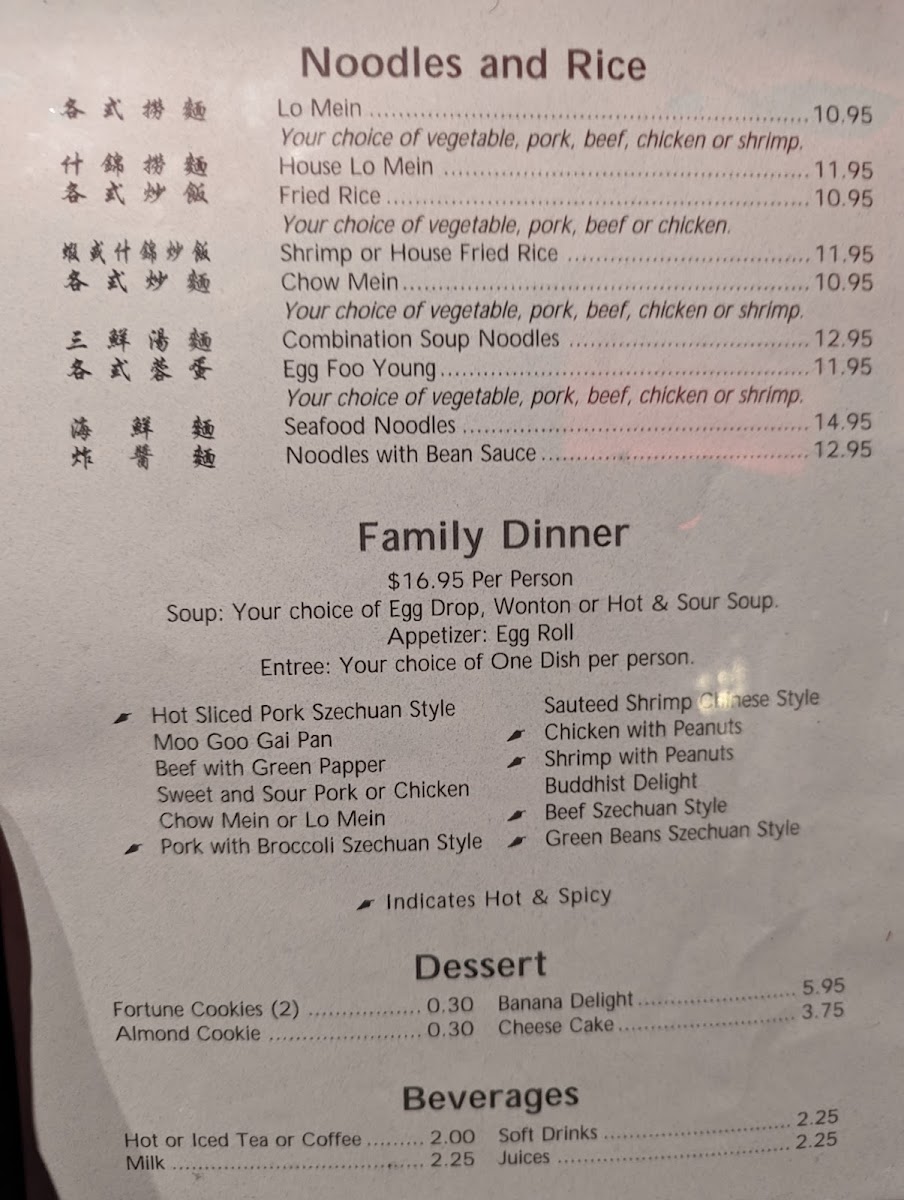 Noodles and Rice
各式撈麵 Lo Mein 10.95
Your choice of vegetable, pork, beef, chicken or shrimp.
什錦撈麵 House Lo Mein 11.95
各式炒飯 Fried Rice 10.95
Your choice of vegetable, pork, beef or chicken.
蝦或什錦炒飯 Shrimp or House Fried Rice 11.95
各式炒麵 Chow Mein 10.95
Your choice of vegetable, pork, beef, chicken or shrimp.
三鮮湯麵 Combination Soup Noodles 12.95
各式蓉蛋 Egg Foo Young 11.95
Your choice of vegetable, pork, beef, chicken or shrimp.
海鮮麵 Seafood Noodles 14.95
炸醬麵 Noodles with Bean Sauce 12.95
Family Dinner
$16.95 Per Person
Soup: Your choice of Egg Drop, Wonton or Hot & Sour Soup.
Appetizer: Egg Roll
Entree: Your choice of One Dish per person.
Hot Sliced Pork Szechuan Style
Moo Goo Gai Pan
Beef with Green Papper
Sweet and Sour Pork or Chicken
Chow Mein or Lo Mein
Pork with Broccoli Szechuan Style
Sauteed Shrimp Chinese Style
Chicken with Peanuts
Shrimp with Peanuts
Buddhist Delight
Beef Szechuan Style
Green Beans Szechuan Style
Indicates Hot & Spicy
Dessert
Fortune Cookies (2) 0.30
Almond Cookie 0.30
Banana Delight 5.95
Cheese Cake 3.75
Beverages
Hot or Iced Tea or Coffee 2.00
Milk 2.25
Soft Drinks 2.25
Juices 2.25